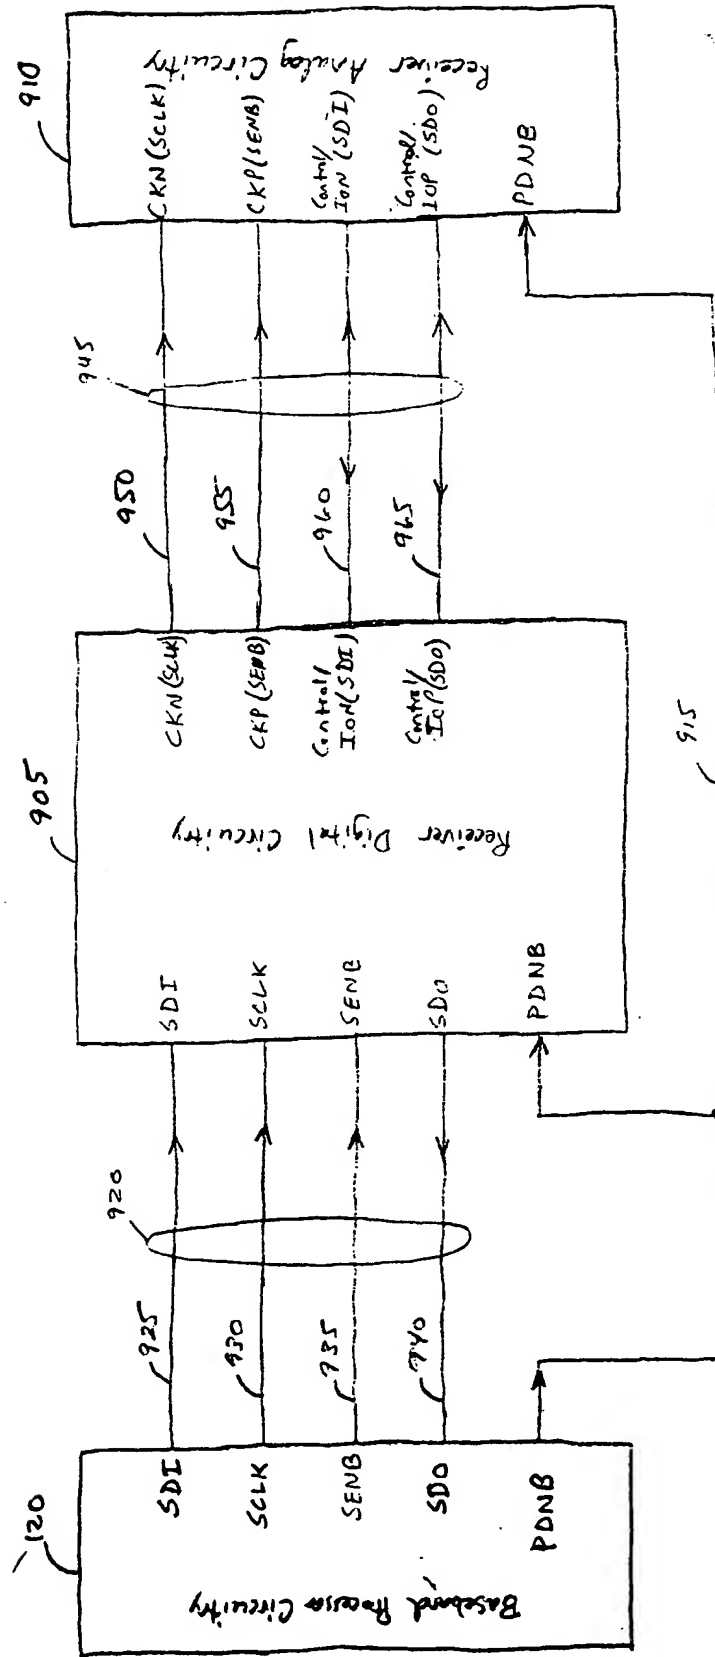 910
Receiver Analog Circuitry
CKN (SCLK)
CKP (SENB)
Control/
ION (SDI)
Control/
IOP (SDO)
PDNB
945
950
955
960
965
905
Receiver Digital Circuitry
CKN (SCLK)
CKP (SENB)
Control/
ION (SDI)
Control/
IOP (SDO)
SDI
SCLK
SENB
SDO
PDNB
915
920
925
930
935
940
120
Baseband Processor Circuitry
SDI
SCLK
SENB
SDO
PDNB